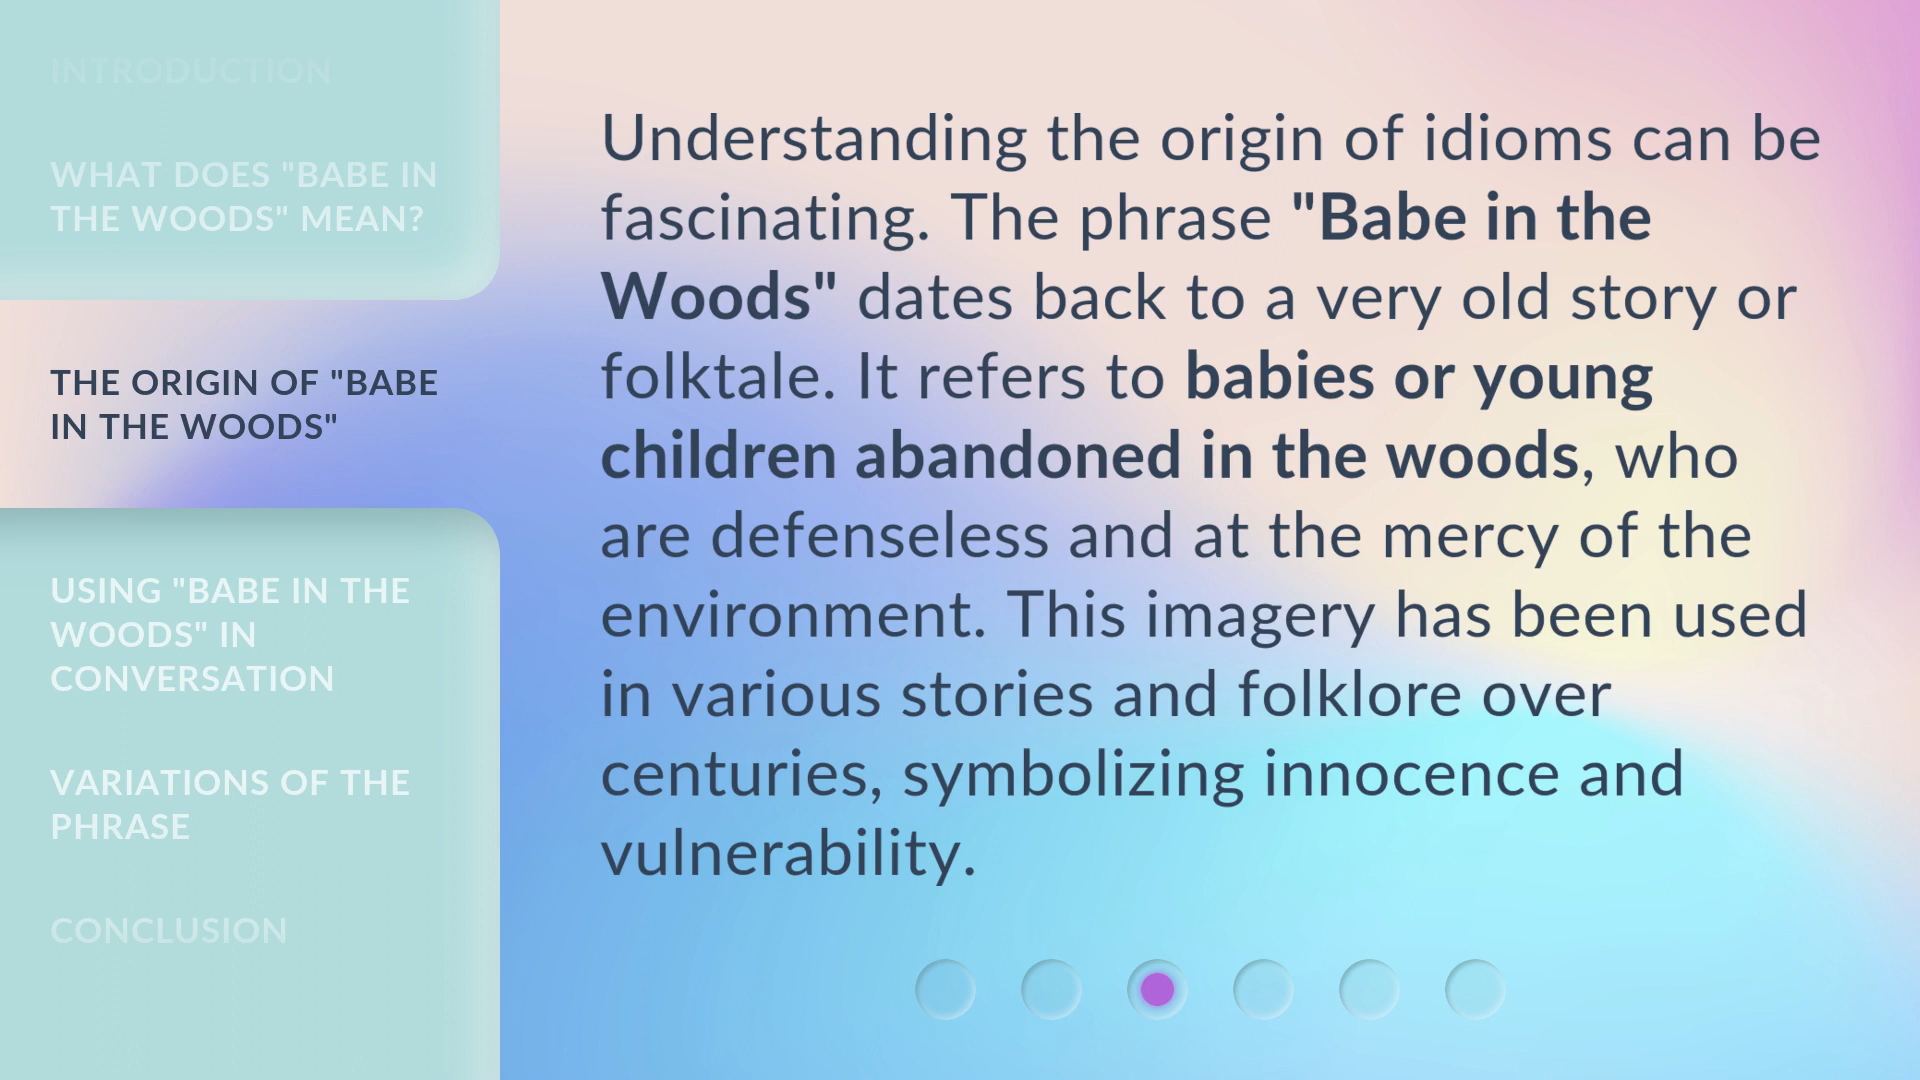 INTRODUCTION
WHAT DOES "BABE IN
THE WOODS" MEAN?
THE ORIGIN OF "BABE
IN THE WOODS"
USING "BABE IN THE
WOODS" IN
CONVERSATION
VARIATIONS OF THE
PHRASE
CONCLUSION
Understanding the origin of idioms can be
fascinating. The phrase "Babe in the
Woods" dates back to a very old story or
folktale. It refers to babies or young
children abandoned in the woods, who
are defenseless and at the mercy of the
environment. This imagery has been used
in various stories and folklore over
centuries, symbolizing innocence and
vulnerability.